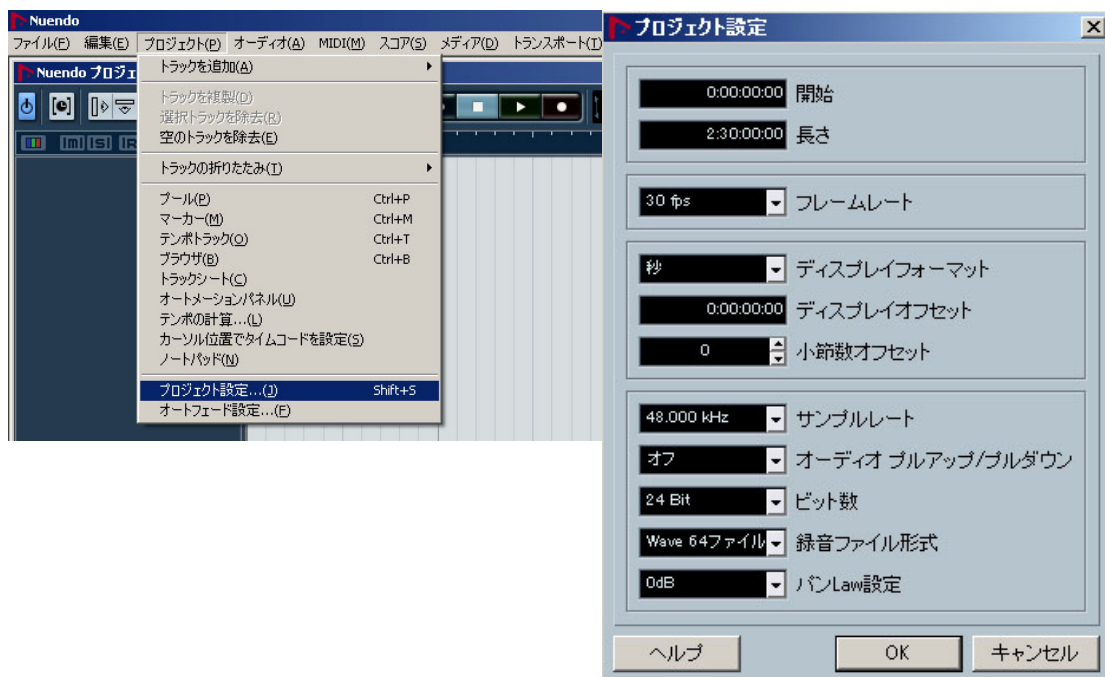 Nuendo
ファイル(F) 編集(E) プロジェクト(P) オーディオ(A) MIDI(M) スコア(S) メディア(D) トランスポート(T)
Nuendo プロジェ
トラックを追加(A)
トラックを複製(D)
選択トラックを除去(R)
空のトラックを除去(E)
トラックの折りたたみ(T)
プール(P) Ctrl+P
マーカー(M) Ctrl+M
テンポトラック(O) Ctrl+T
ブラウザ(B) Ctrl+B
トラックシート(C)
オートメーションパネル(U)
テンポの計算...(L)
カーソル位置でタイムコードを設定(S)
ノートパッド(N)
プロジェクト設定...(J) Shift+S
オートフェード設定...(F)
プロジェクト設定
0:00:00:00 開始
2:30:00:00 長さ
30 fps フレームレート
秒 ディスプレイフォーマット
0:00:00:00 ディスプレイオフセット
0 小節数オフセット
48.000 kHz サンプルレート
オフ オーディオ プルアップ/プルダウン
24 Bit ビット数
Wave 64ファイル 録音ファイル形式
0dB パンLaw設定
ヘルプ OK キャンセル